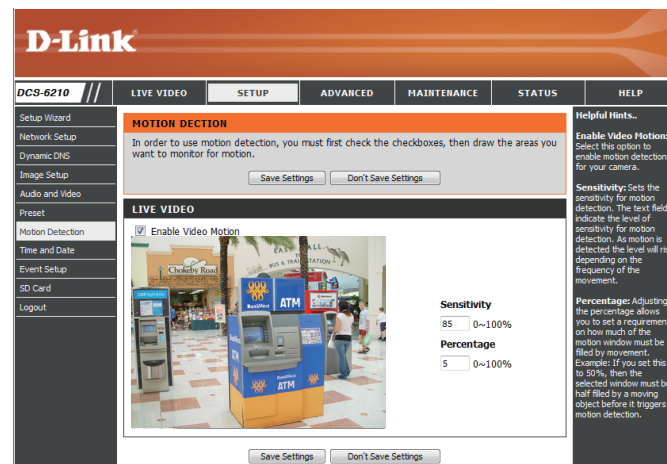 D-Link
DCS-6210
LIVE VIDEO
SETUP
ADVANCED
MAINTENANCE
STATUS
HELP
Setup Wizard
Network Setup
Dynamic DNS
Image Setup
Audio and Video
Preset
Motion Detection
Time and Date
Event Setup
SD Card
Logout
MOTION DECTION
In order to use motion detection, you must first check the checkboxes, then draw the areas you
want to monitor for motion.
Save Settings
Don't Save Settings
LIVE VIDEO
Enable Video Motion
EAST
ALL
BUS & TRAIN STATION
Chokeby Road
BankWest
ATM
BankWest
ATM
Sensitivity
85 0~100%
Percentage
5 0~100%
Save Settings
Don't Save Settings
Helpful Hints..
Enable Video Motion:
Select this option to
enable motion detection
for your camera.
Sensitivity: Sets the
sensitivity for motion
detection. The text field
indicate the level of
sensitivity for motion
detection. As motion is
detected the level will ris
depending on the
frequency of the
movement.
Percentage: Adjusting
the percentage allows
you to set a requiremen
on how much of the
motion window must be
filled by movement.
Example: If you set this
to 50%, then the
selected window must be
half filled by a moving
object before it triggers
motion detection.